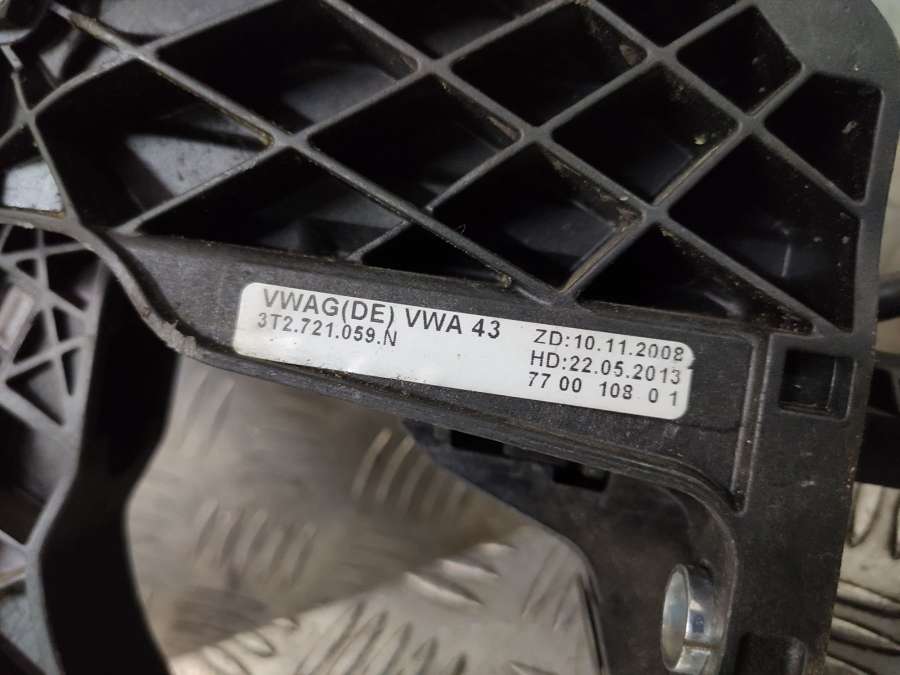 VWAG(DE) VWA 43
3T2.721.059.N
ZD:10.11.2008
HD:22.05.2013
77 00 108 0 1